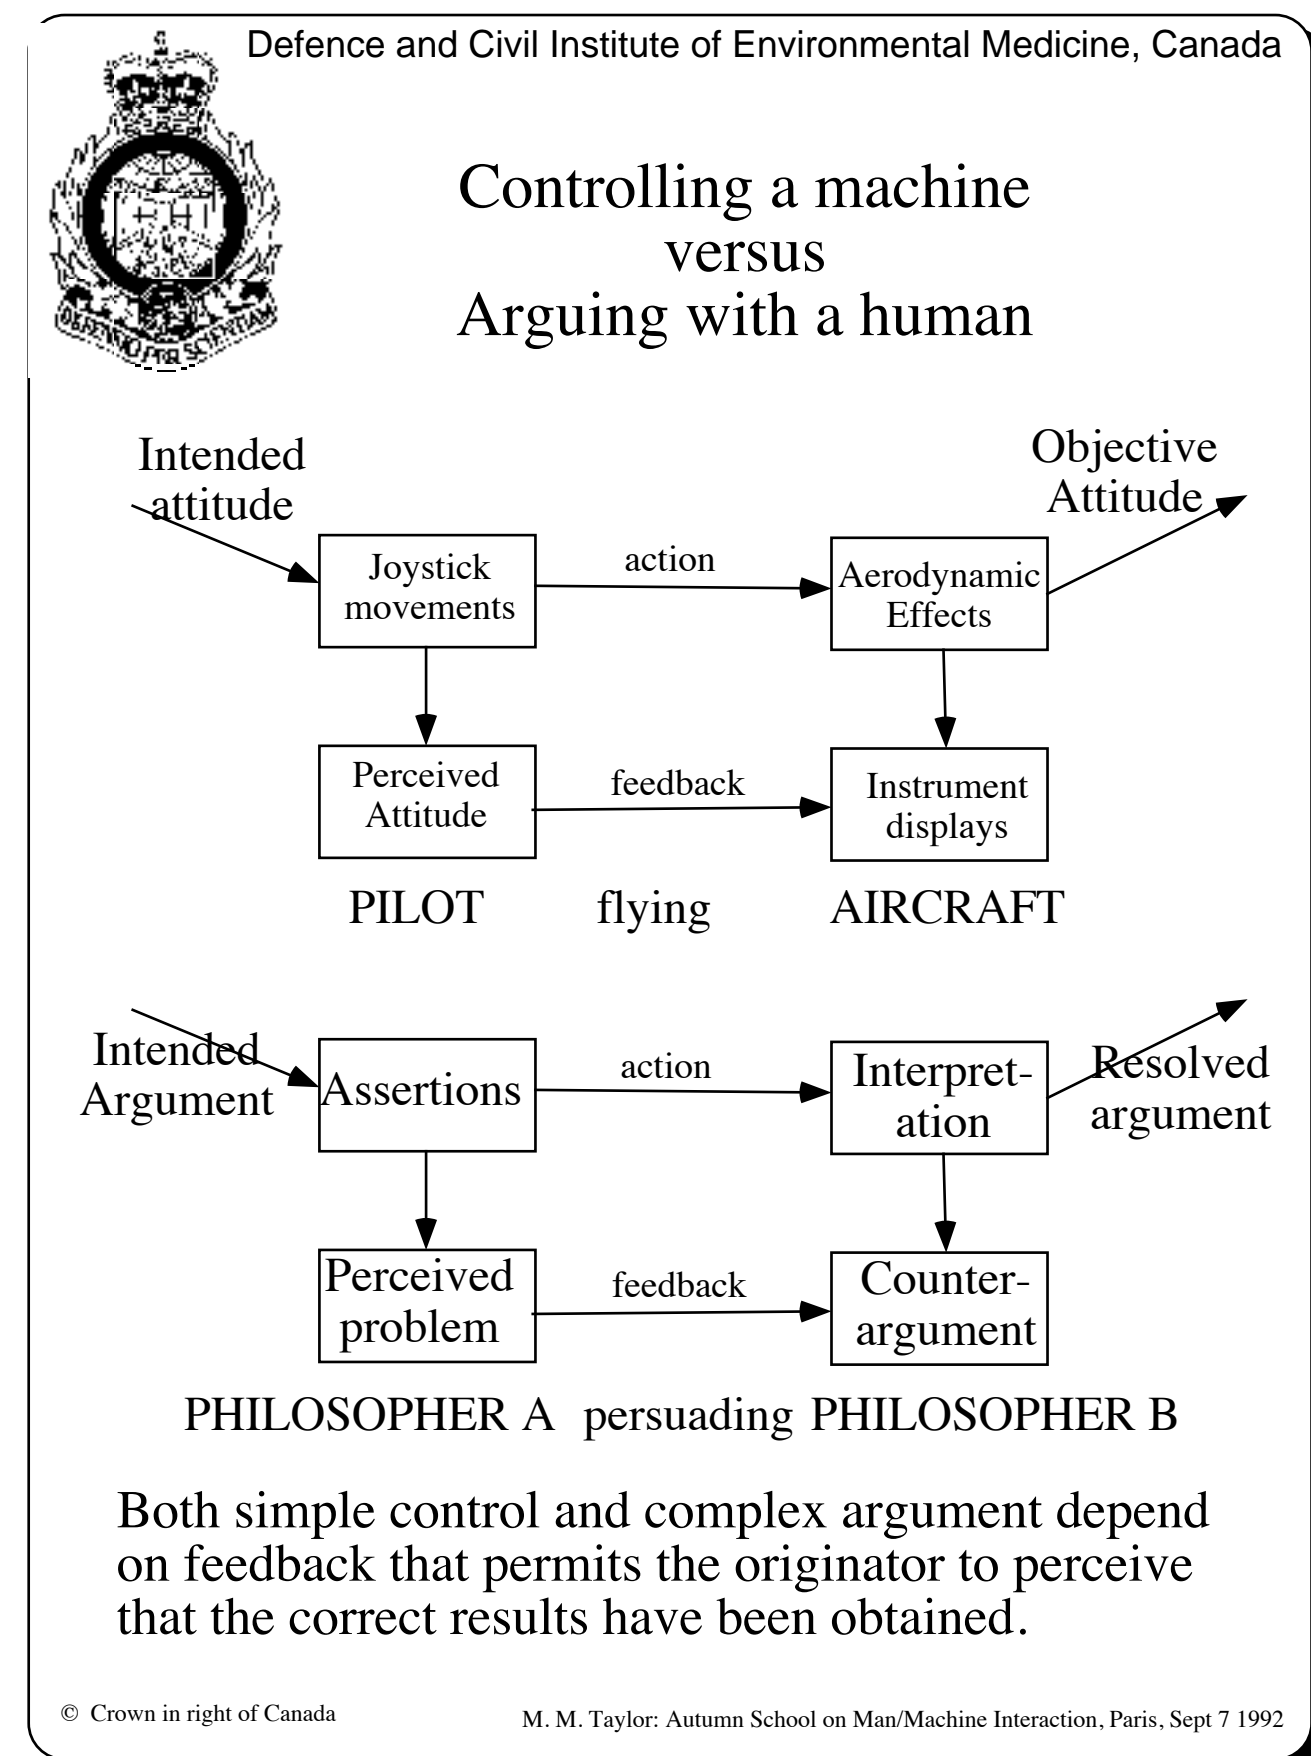 Defence and Civil Institute of Environmental Medicine, Canada
Controlling a machine
versus
Arguing with a human
Intended
attitude
Objective
Attitude
Joystick
movements
action
Aerodynamic
Effects
Perceived
Attitude
feedback
Instrument
displays
PILOT flying AIRCRAFT
Intended
Argument
Assertions
action
Interpret-
ation
Resolved
argument
Perceived
problem
feedback
Counter-
argument
PHILOSOPHER A persuading PHILOSOPHER B
Both simple control and complex argument depend
on feedback that permits the originator to perceive
that the correct results have been obtained.
© Crown in right of Canada
M. M. Taylor: Autumn School on Man/Machine Interaction, Paris, Sept 7 1992